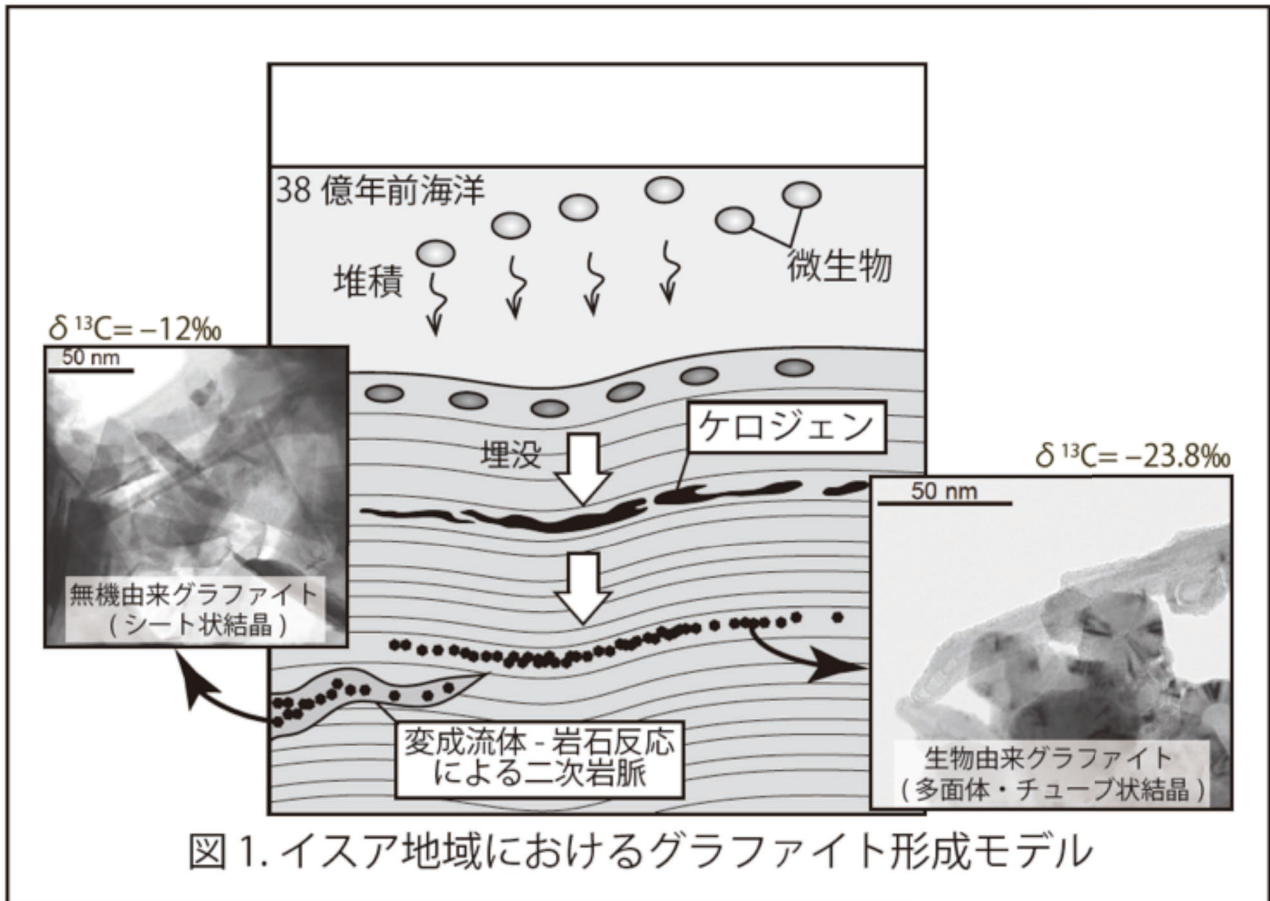 38 億年前海洋
堆積
微生物
δ ¹³C= −12‰
50 nm
無機由来グラファイト
( シート状結晶 )
埋没
ケロジェン
δ ¹³C= −23.8‰
50 nm
生物由来グラファイト
( 多面体・チューブ状結晶 )
変成流体 - 岩石反応
による二次岩脈
図 1. イスア地域におけるグラファイト形成モデル